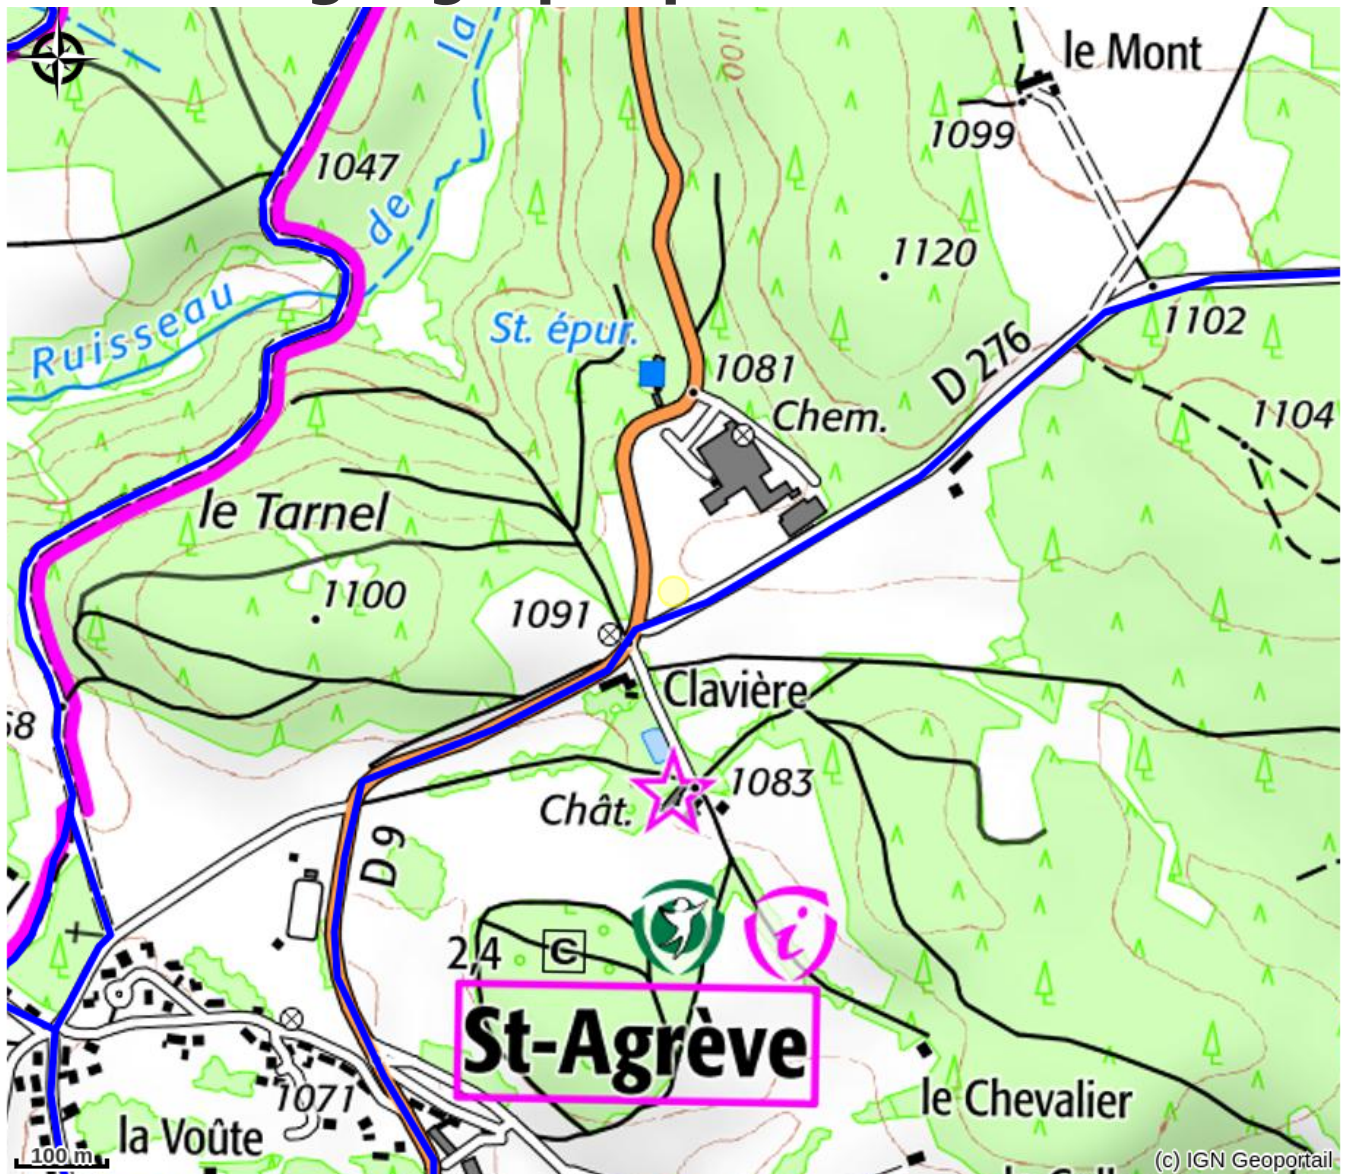 la
de
Ruisseau
1100
le Mont
1099
1047
1120
1102
St. épur.
1081
D 276
Chem.
1104
le Tarnel
1100
1091
Clavière
58
1083
Chât.
D 9
2,4
C
i
St-Agrève
1071
la Voûte
le Chevalier
100 m
(c) IGN Geoportail